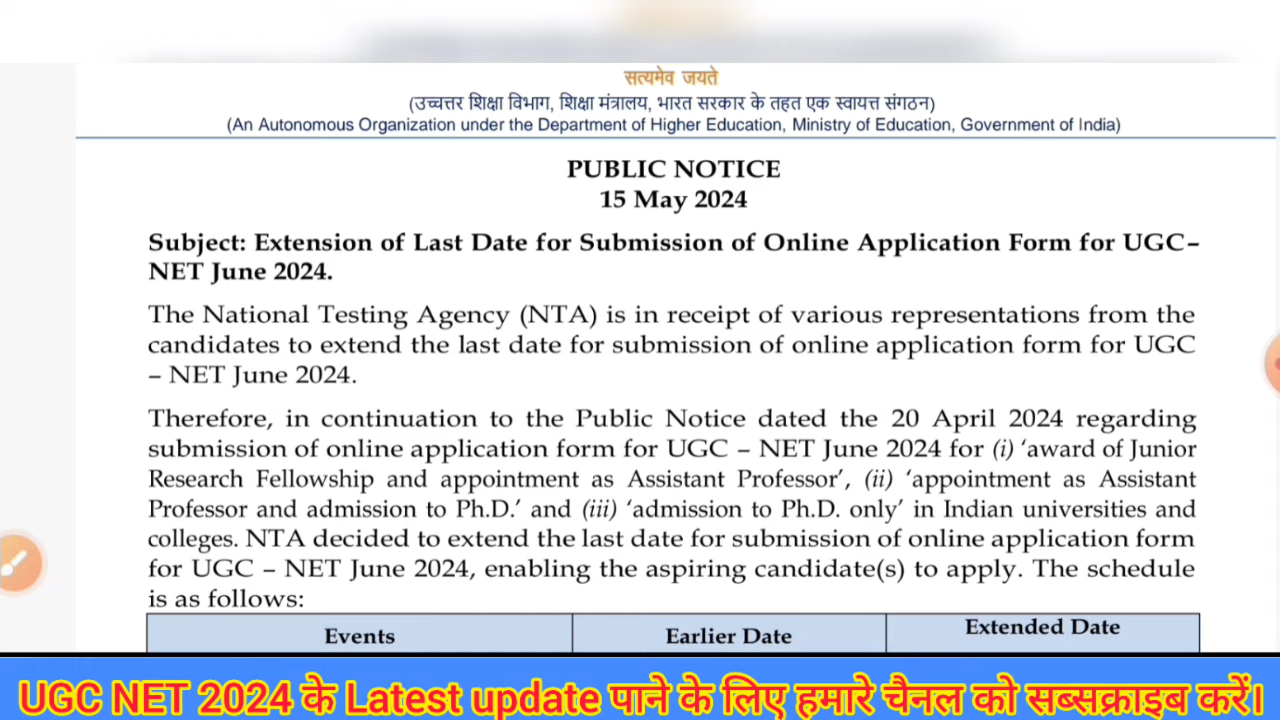 सत्यमेव जयते
(उच्चत्तर शिक्षा विभाग, शिक्षा मंत्रालय, भारत सरकार के तहत एक स्वायत्त संगठन)
(An Autonomous Organization under the Department of Higher Education, Ministry of Education, Government of India)
PUBLIC NOTICE
15 May 2024
Subject: Extension of Last Date for Submission of Online Application Form for UGC–
NET June 2024.
The National Testing Agency (NTA) is in receipt of various representations from the
candidates to extend the last date for submission of online application form for UGC
– NET June 2024.
Therefore, in continuation to the Public Notice dated the 20 April 2024 regarding
submission of online application form for UGC – NET June 2024 for (i) ‘award of Junior
Research Fellowship and appointment as Assistant Professor’, (ii) ‘appointment as Assistant
Professor and admission to Ph.D.’ and (iii) ‘admission to Ph.D. only’ in Indian universities and
colleges. NTA decided to extend the last date for submission of online application form
for UGC – NET June 2024, enabling the aspiring candidate(s) to apply. The schedule
is as follows:
Events Earlier Date Extended Date
UGC NET 2024 के Latest update पाने के लिए हमारे चैनल को सब्सक्राइब करें।